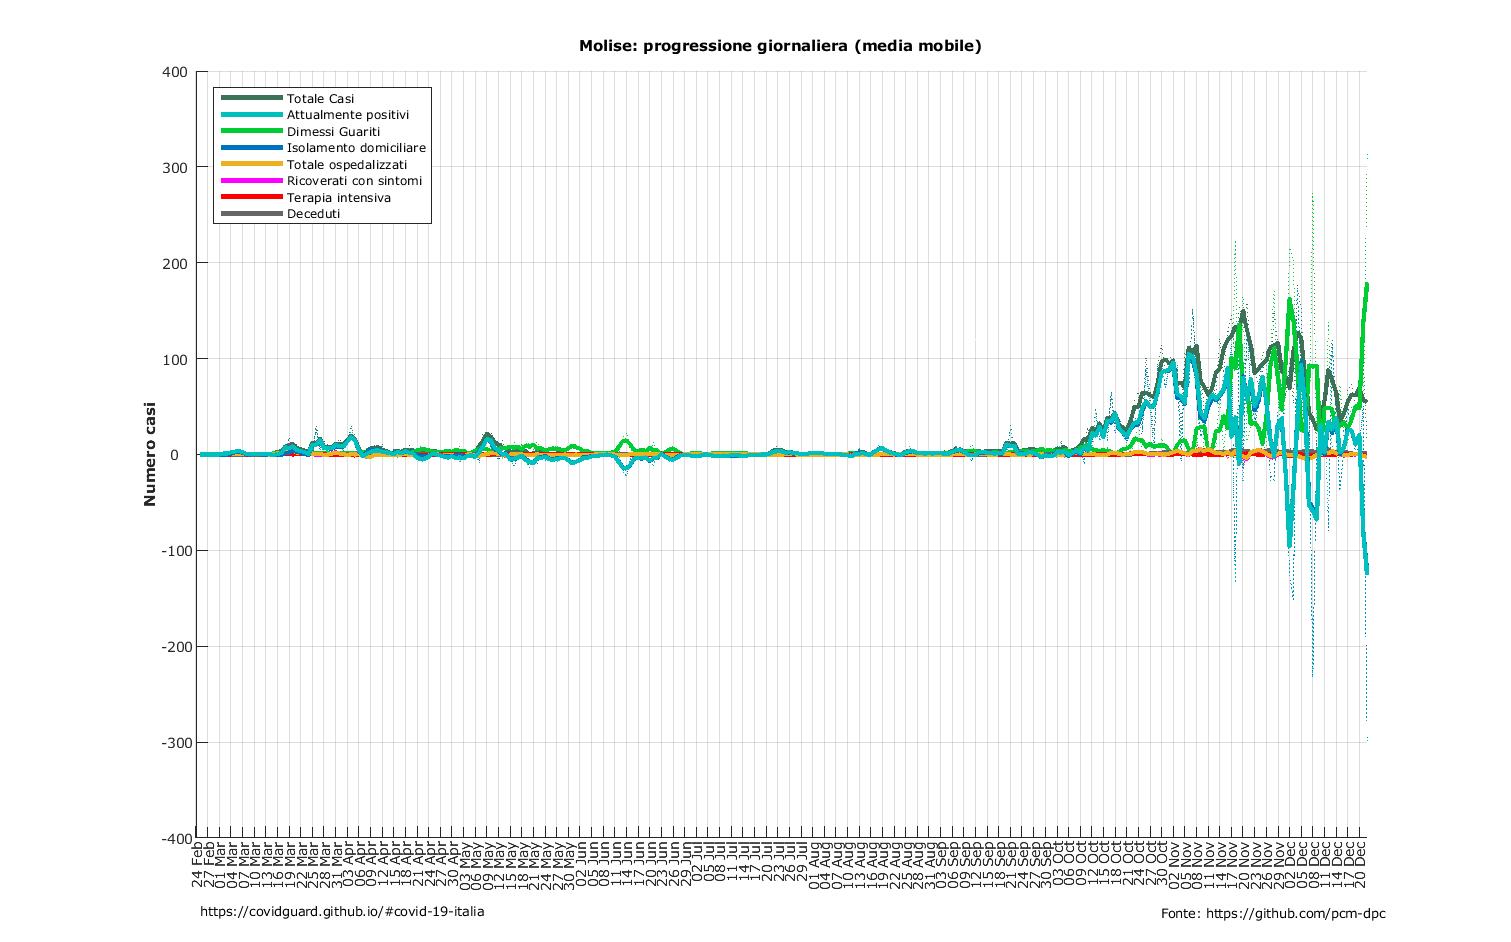 Molise: progressione giornaliera (media mobile)
400
300
200
100
0
-100
-200
-300
-400
Numero casi
Totale Casi
Attualmente positivi
Dimessi Guariti
Isolamento domiciliare
Totale ospedalizzati
Ricoverati con sintomi
Terapia intensiva
Deceduti
24 Feb
27 Feb
01 Mar
04 Mar
07 Mar
10 Mar
13 Mar
16 Mar
19 Mar
22 Mar
25 Mar
28 Mar
31 Mar
03 Apr
06 Apr
09 Apr
12 Apr
15 Apr
18 Apr
21 Apr
24 Apr
27 Apr
30 Apr
03 May
06 May
09 May
12 May
15 May
18 May
21 May
24 May
27 May
30 May
02 Jun
05 Jun
08 Jun
11 Jun
14 Jun
17 Jun
20 Jun
23 Jun
26 Jun
29 Jun
02 Jul
05 Jul
08 Jul
11 Jul
14 Jul
17 Jul
20 Jul
23 Jul
26 Jul
29 Jul
01 Aug
04 Aug
07 Aug
10 Aug
13 Aug
16 Aug
19 Aug
22 Aug
25 Aug
28 Aug
31 Aug
03 Sep
06 Sep
09 Sep
12 Sep
15 Sep
18 Sep
21 Sep
24 Sep
27 Sep
30 Sep
03 Oct
06 Oct
09 Oct
12 Oct
15 Oct
18 Oct
21 Oct
24 Oct
27 Oct
30 Oct
02 Nov
05 Nov
08 Nov
11 Nov
14 Nov
17 Nov
20 Nov
23 Nov
26 Nov
29 Nov
02 Dec
05 Dec
08 Dec
11 Dec
14 Dec
17 Dec
20 Dec
https://covidguard.github.io/#covid-19-italia
Fonte: https://github.com/pcm-dpc